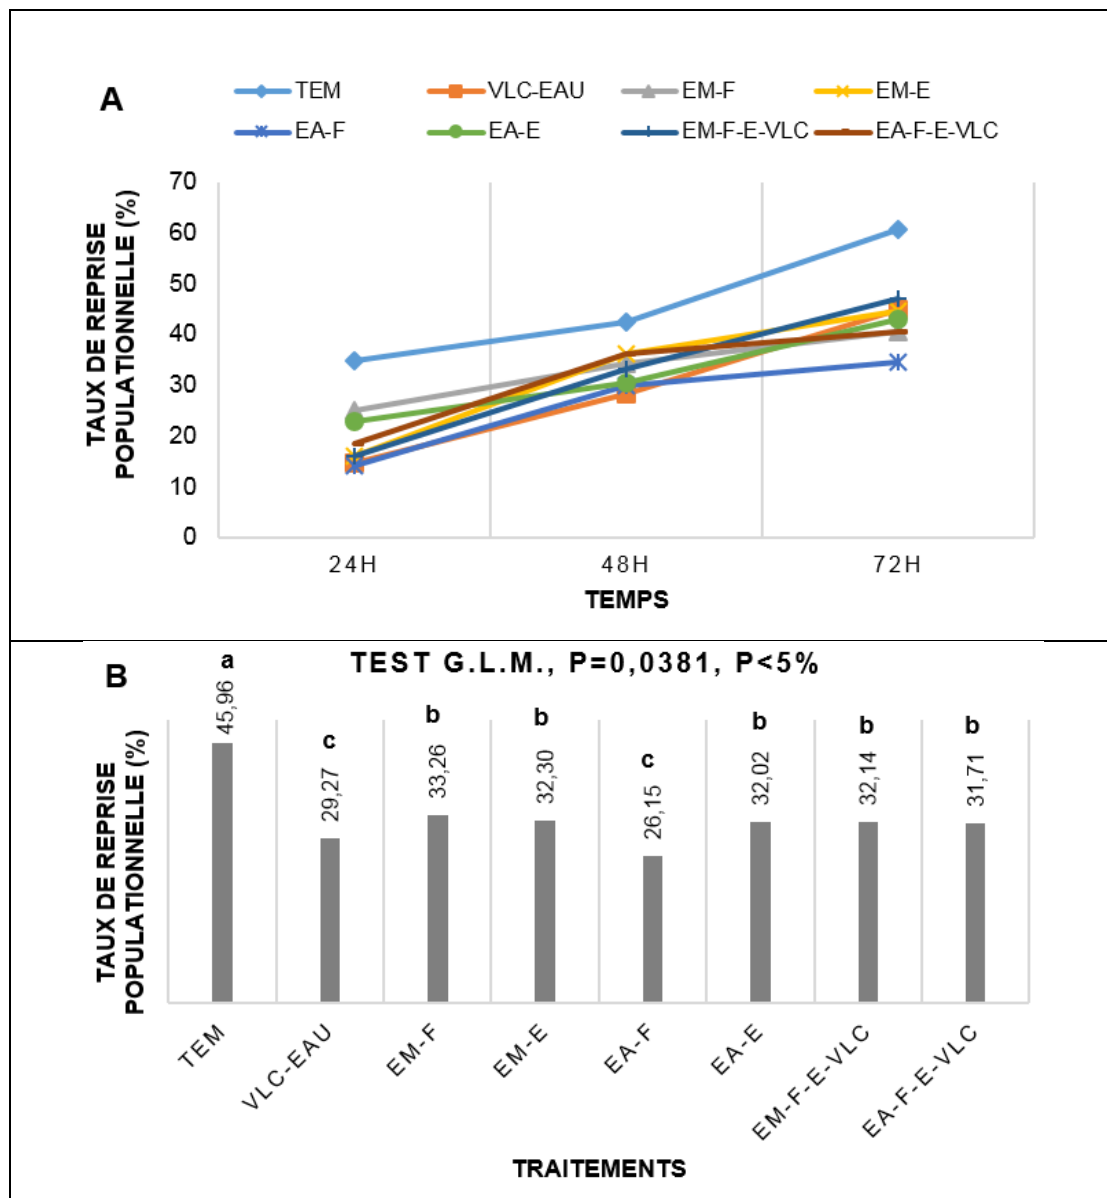 A
TEM VLC-EAU EM-F EM-E
EA-F EA-E EM-F-E-VLC EA-F-E-VLC
TAUX DE REPRISE
POPULATIONNELLE (%)
70
60
50
40
30
20
10
0
24H 48H 72H
TEMPS
B
TEST G.L.M., P=0,0381, P<5%
TAUX DE REPRISE
POPULATIONNELLE (%)
a c b b c b b b
45,96 29,27 33,26 32,30 26,15 32,02 32,14 31,71
TEM VLC-EAU EM-F EM-E EA-F EA-E EM-F-E-VLC EA-F-E-VLC
TRAITEMENTS